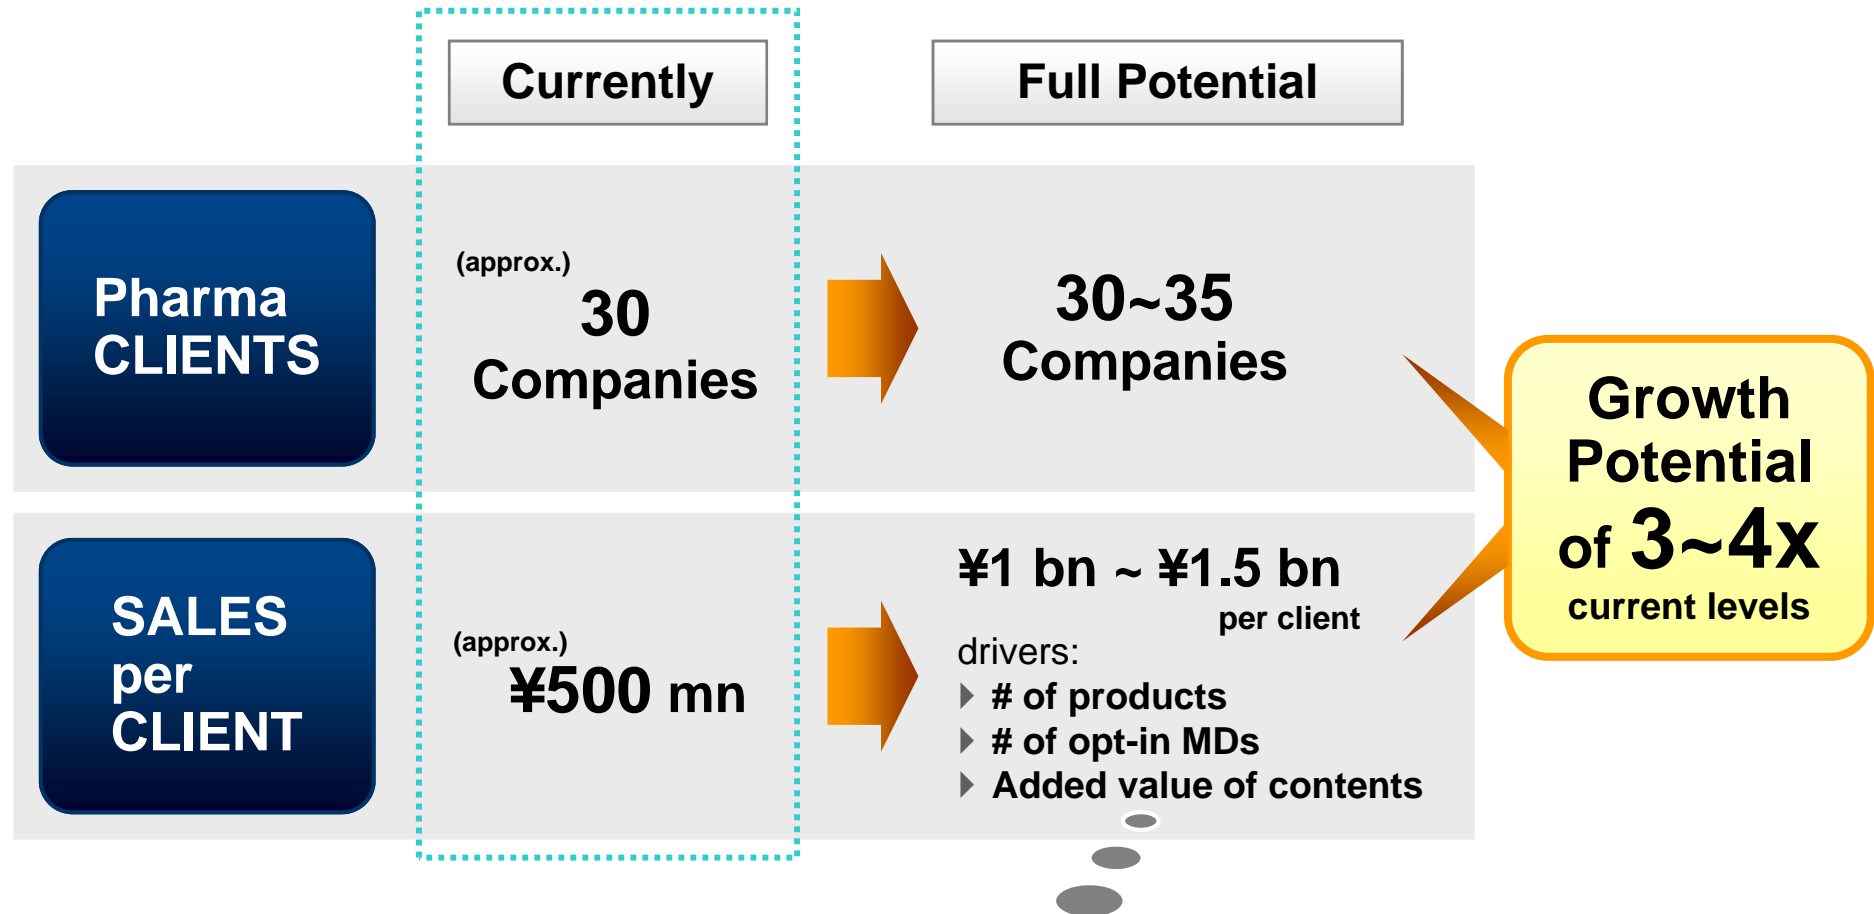 Currently
Full Potential
Pharma
CLIENTS
(approx.)
30
Companies
30~35
Companies
SALES
per
CLIENT
(approx.)
¥500 mn
¥1 bn ~ ¥1.5 bn
per client
drivers:
# of products
# of opt-in MDs
Added value of contents
Growth
Potential
of 3~4x
current levels